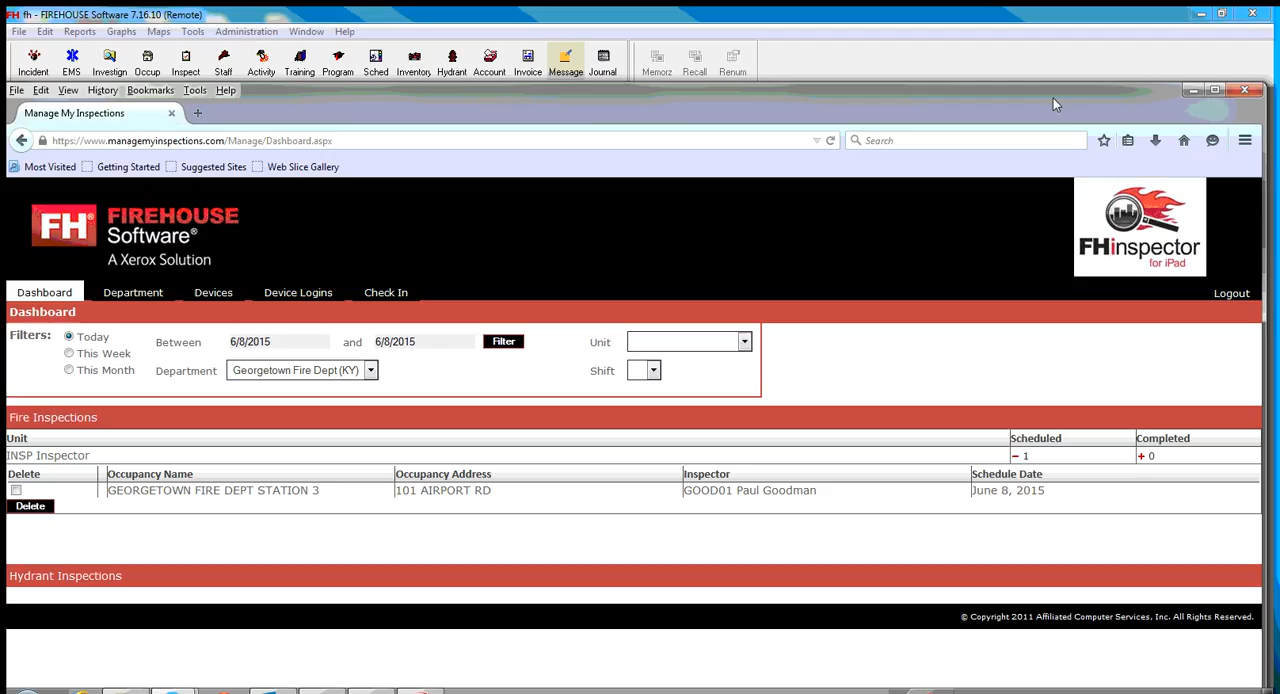 FH fh - FIREHOUSE Software 7.16.10 (Remote)
File Edit Reports Graphs Maps Tools Administration Window Help
Incident EMS Investign Occup Inspect Staff Activity Training Program Sched Inventory Hydrant Account Invoice Message Journal Memorz Recall Renum
File Edit View History Bookmarks Tools Help
Manage My Inspections
https://www.managemyinspections.com/Manage/Dashboard.aspx Search
Most Visited Getting Started Suggested Sites Web Slice Gallery
FH® FIREHOUSE
Software®
A Xerox Solution
FHinspector
for iPad
Dashboard Department Devices Device Logins Check In Logout
Dashboard
Filters: Today Between 6/8/2015 and 6/8/2015 Filter Unit
This Week
This Month Department Georgetown Fire Dept (KY) Shift
Fire Inspections
Unit Scheduled Completed
INSP Inspector - 1 + 0
Delete Occupancy Name Occupancy Address Inspector Schedule Date
GEORGETOWN FIRE DEPT STATION 3 101 AIRPORT RD GOOD01 Paul Goodman June 8, 2015
Delete
Hydrant Inspections
© Copyright 2011 Affiliated Computer Services, Inc. All Rights Reserved.